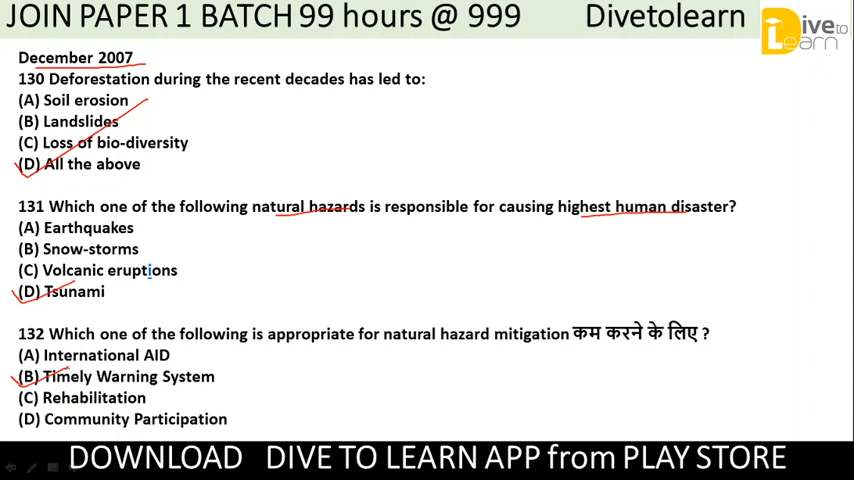 JOIN PAPER 1 BATCH 99 hours @ 999 Divetolearn
Dive to Learn
December 2007
130 Deforestation during the recent decades has led to:
(A) Soil erosion
(B) Landslides
(C) Loss of bio-diversity
(D) All the above
131 Which one of the following natural hazards is responsible for causing highest human disaster?
(A) Earthquakes
(B) Snow-storms
(C) Volcanic eruptions
(D) Tsunami
132 Which one of the following is appropriate for natural hazard mitigation कम करने के लिए ?
(A) International AID
(B) Timely Warning System
(C) Rehabilitation
(D) Community Participation
DOWNLOAD DIVE TO LEARN APP from PLAY STORE